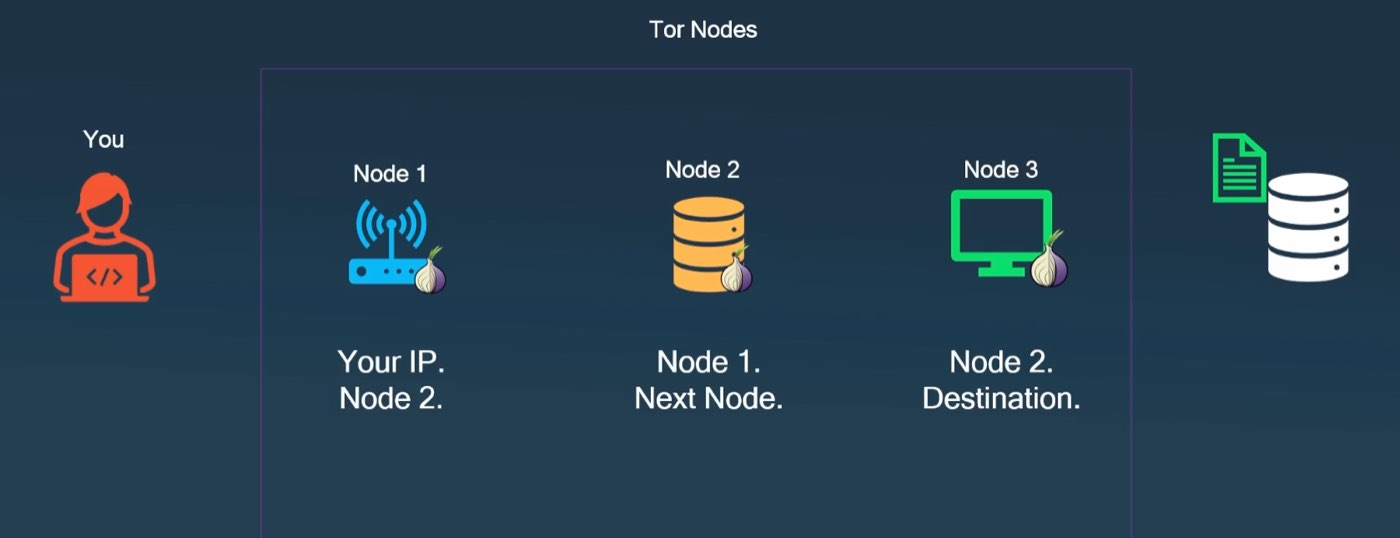 Tor Nodes
You
Node 1
Node 2
Node 3
</>
Your IP.
Node 2.
Node 1.
Next Node.
Node 2.
Destination.